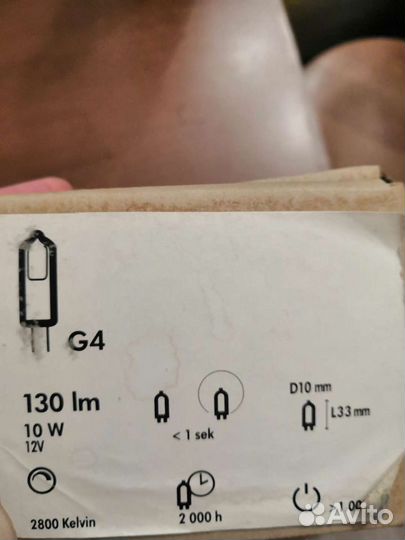 G4
130 lm
10 W
12V
< 1 sek
D10 mm
L33 mm
2800 Kelvin
2 000 h
Avito